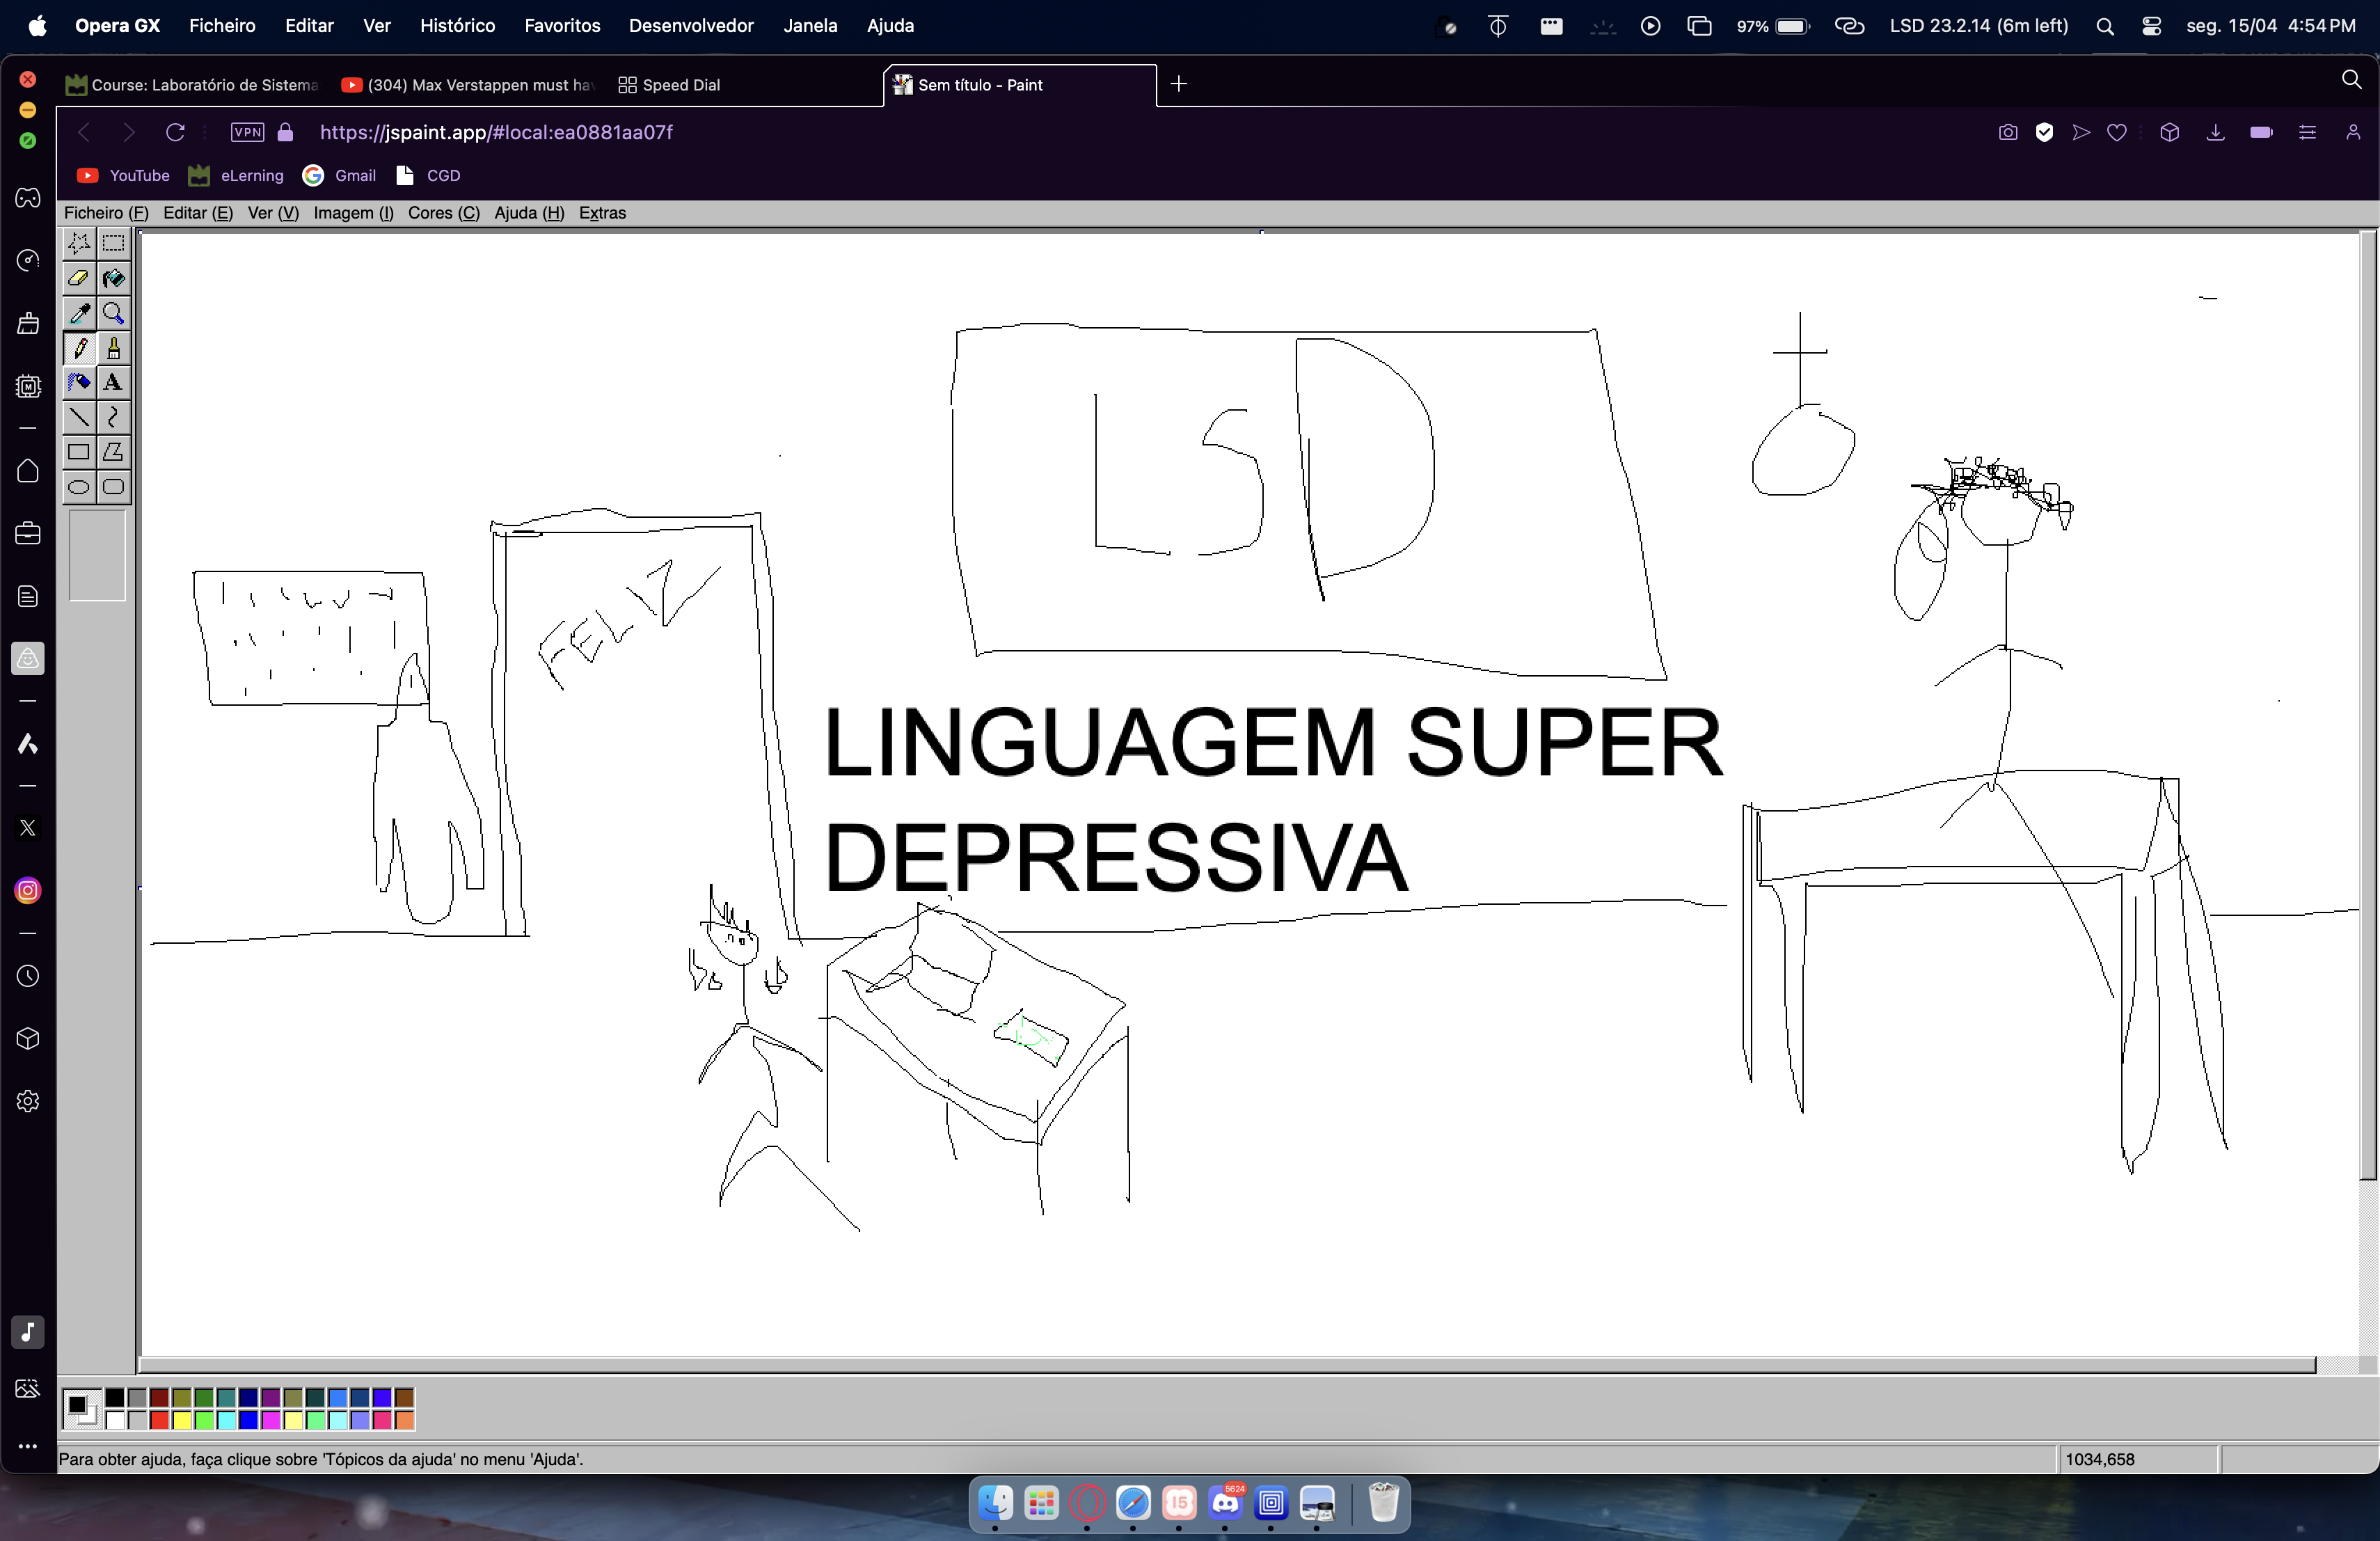 Opera GX Ficheiro Editar Ver Histórico Favoritos Desenvolvedor Janela Ajuda 97% LSD 23.2.14 (6m left) seg. 15/04 4:54 PM
Course: Laboratório de Sistema (304) Max Verstappen must hav Speed Dial Sem título - Paint
VPN https://jspaint.app/#local:ea0881aa07f
YouTube eLerning Gmail CGD
Ficheiro (F) Editar (E) Ver (V) Imagem (I) Cores (C) Ajuda (H) Extras
A
LSD
LINGUAGEM SUPER
DEPRESSIVA
Para obter ajuda, faça clique sobre 'Tópicos da ajuda' no menu 'Ajuda'.
1034,658
15 5624